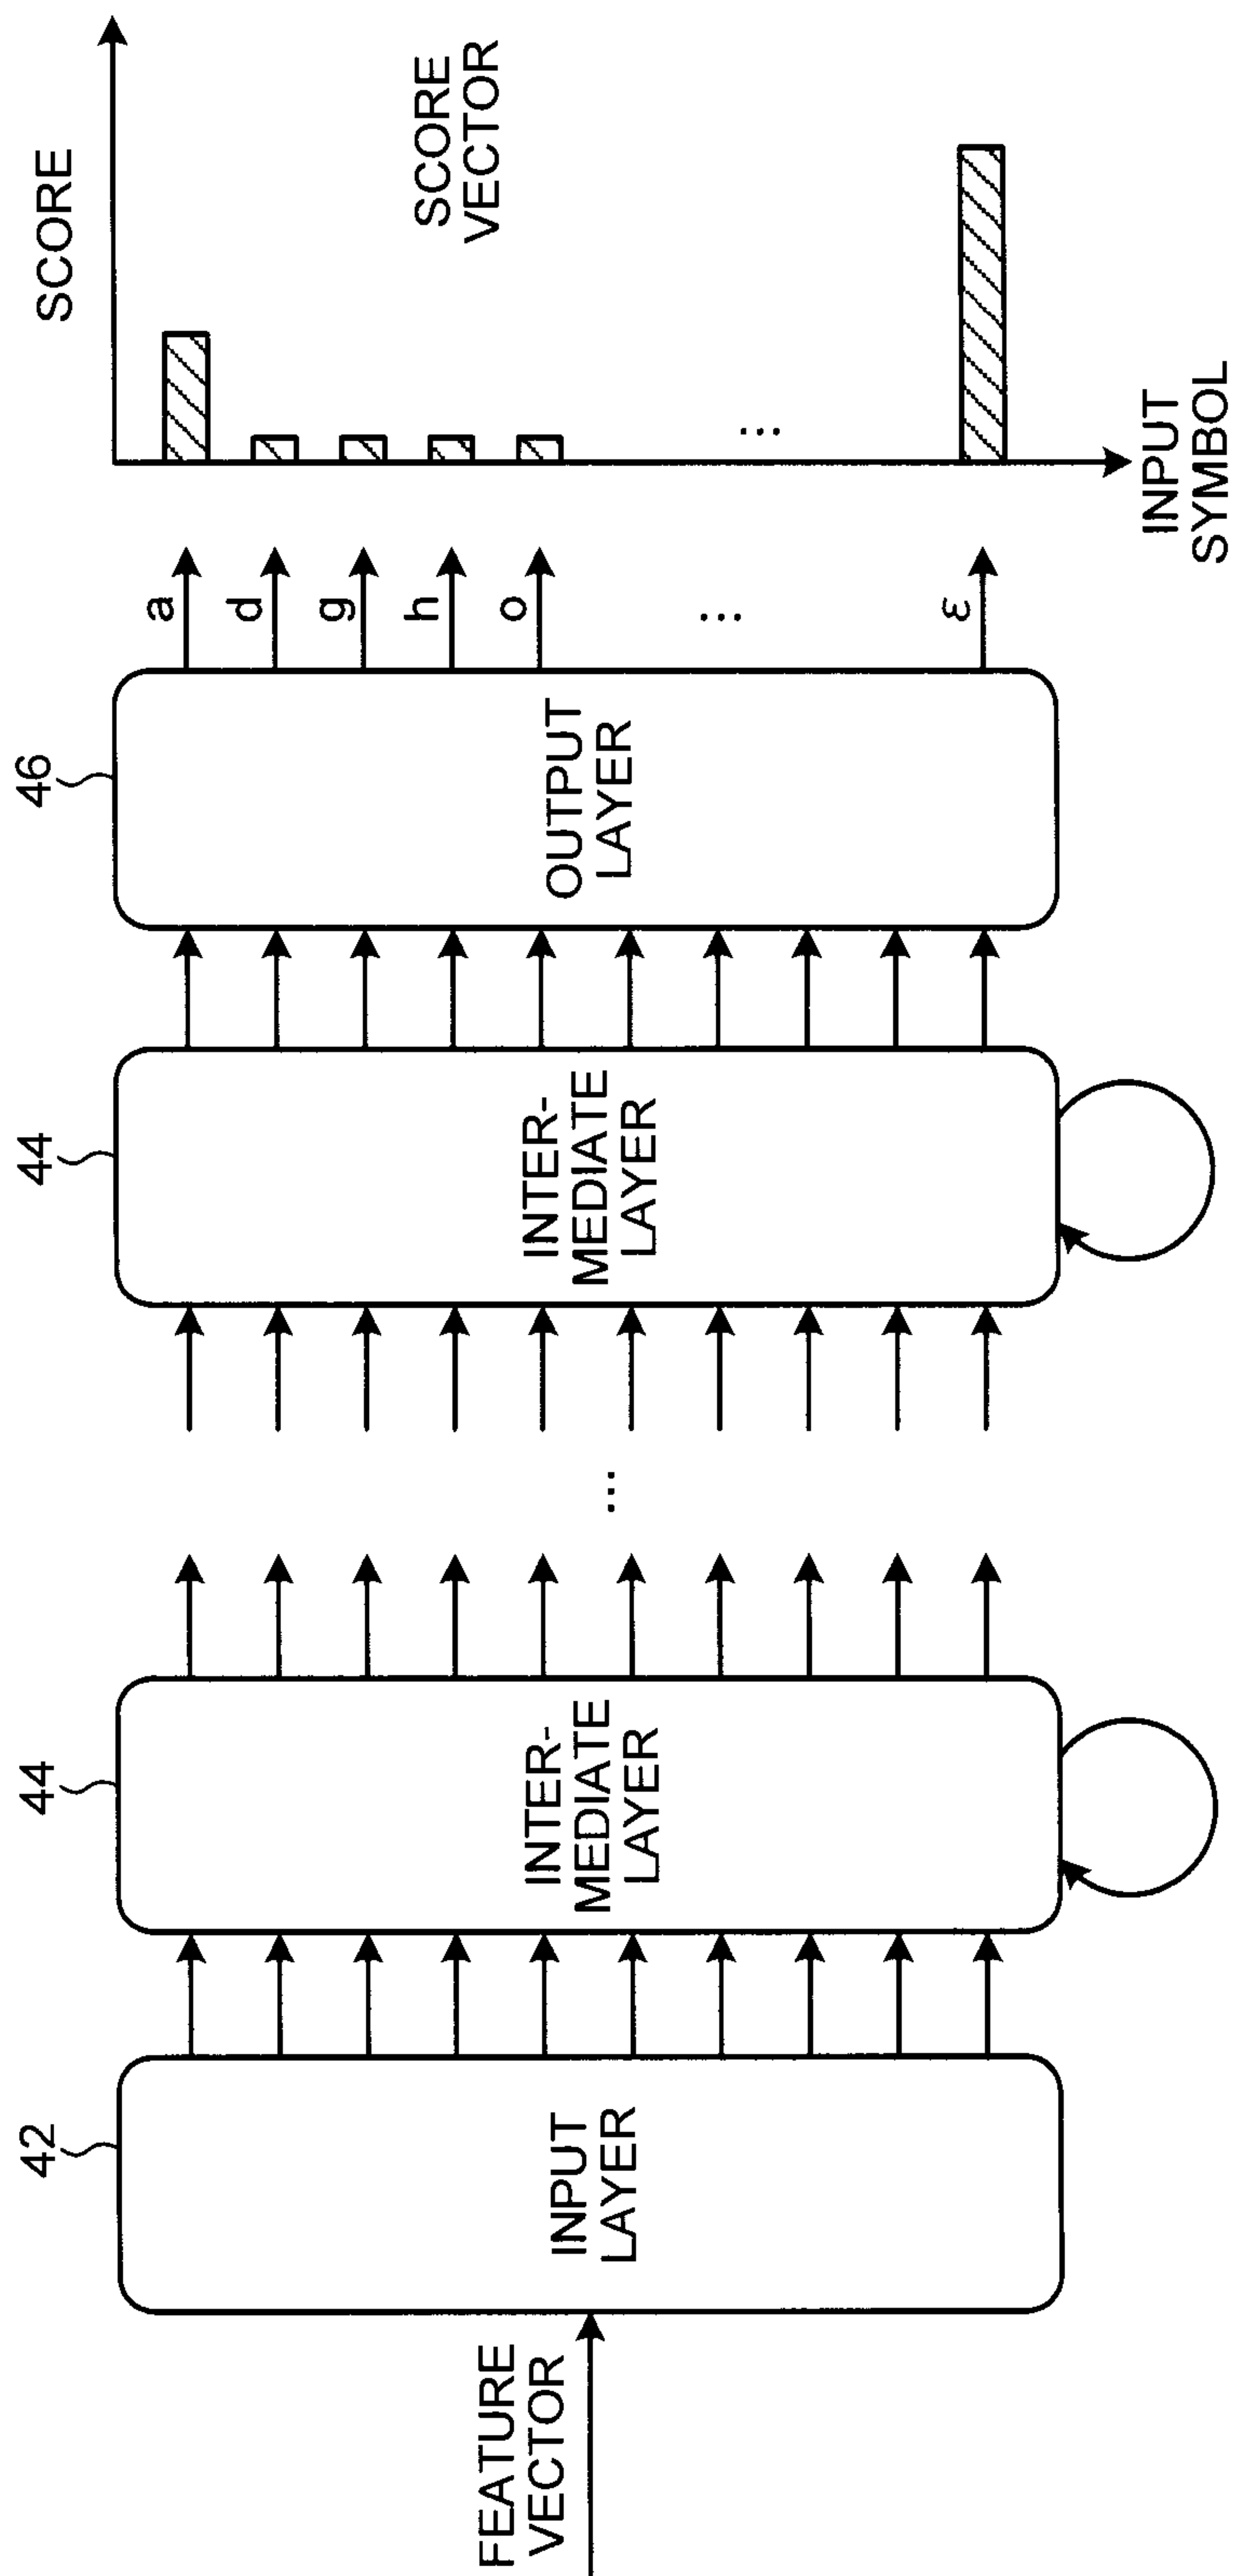 FEATURE
VECTOR
42
INPUT
LAYER
44
INTER-
MEDIATE
LAYER
...
44
INTER-
MEDIATE
LAYER
46
OUTPUT
LAYER
a
d
g
h
o
...
ε
SCORE
SCORE
VECTOR
...
INPUT
SYMBOL